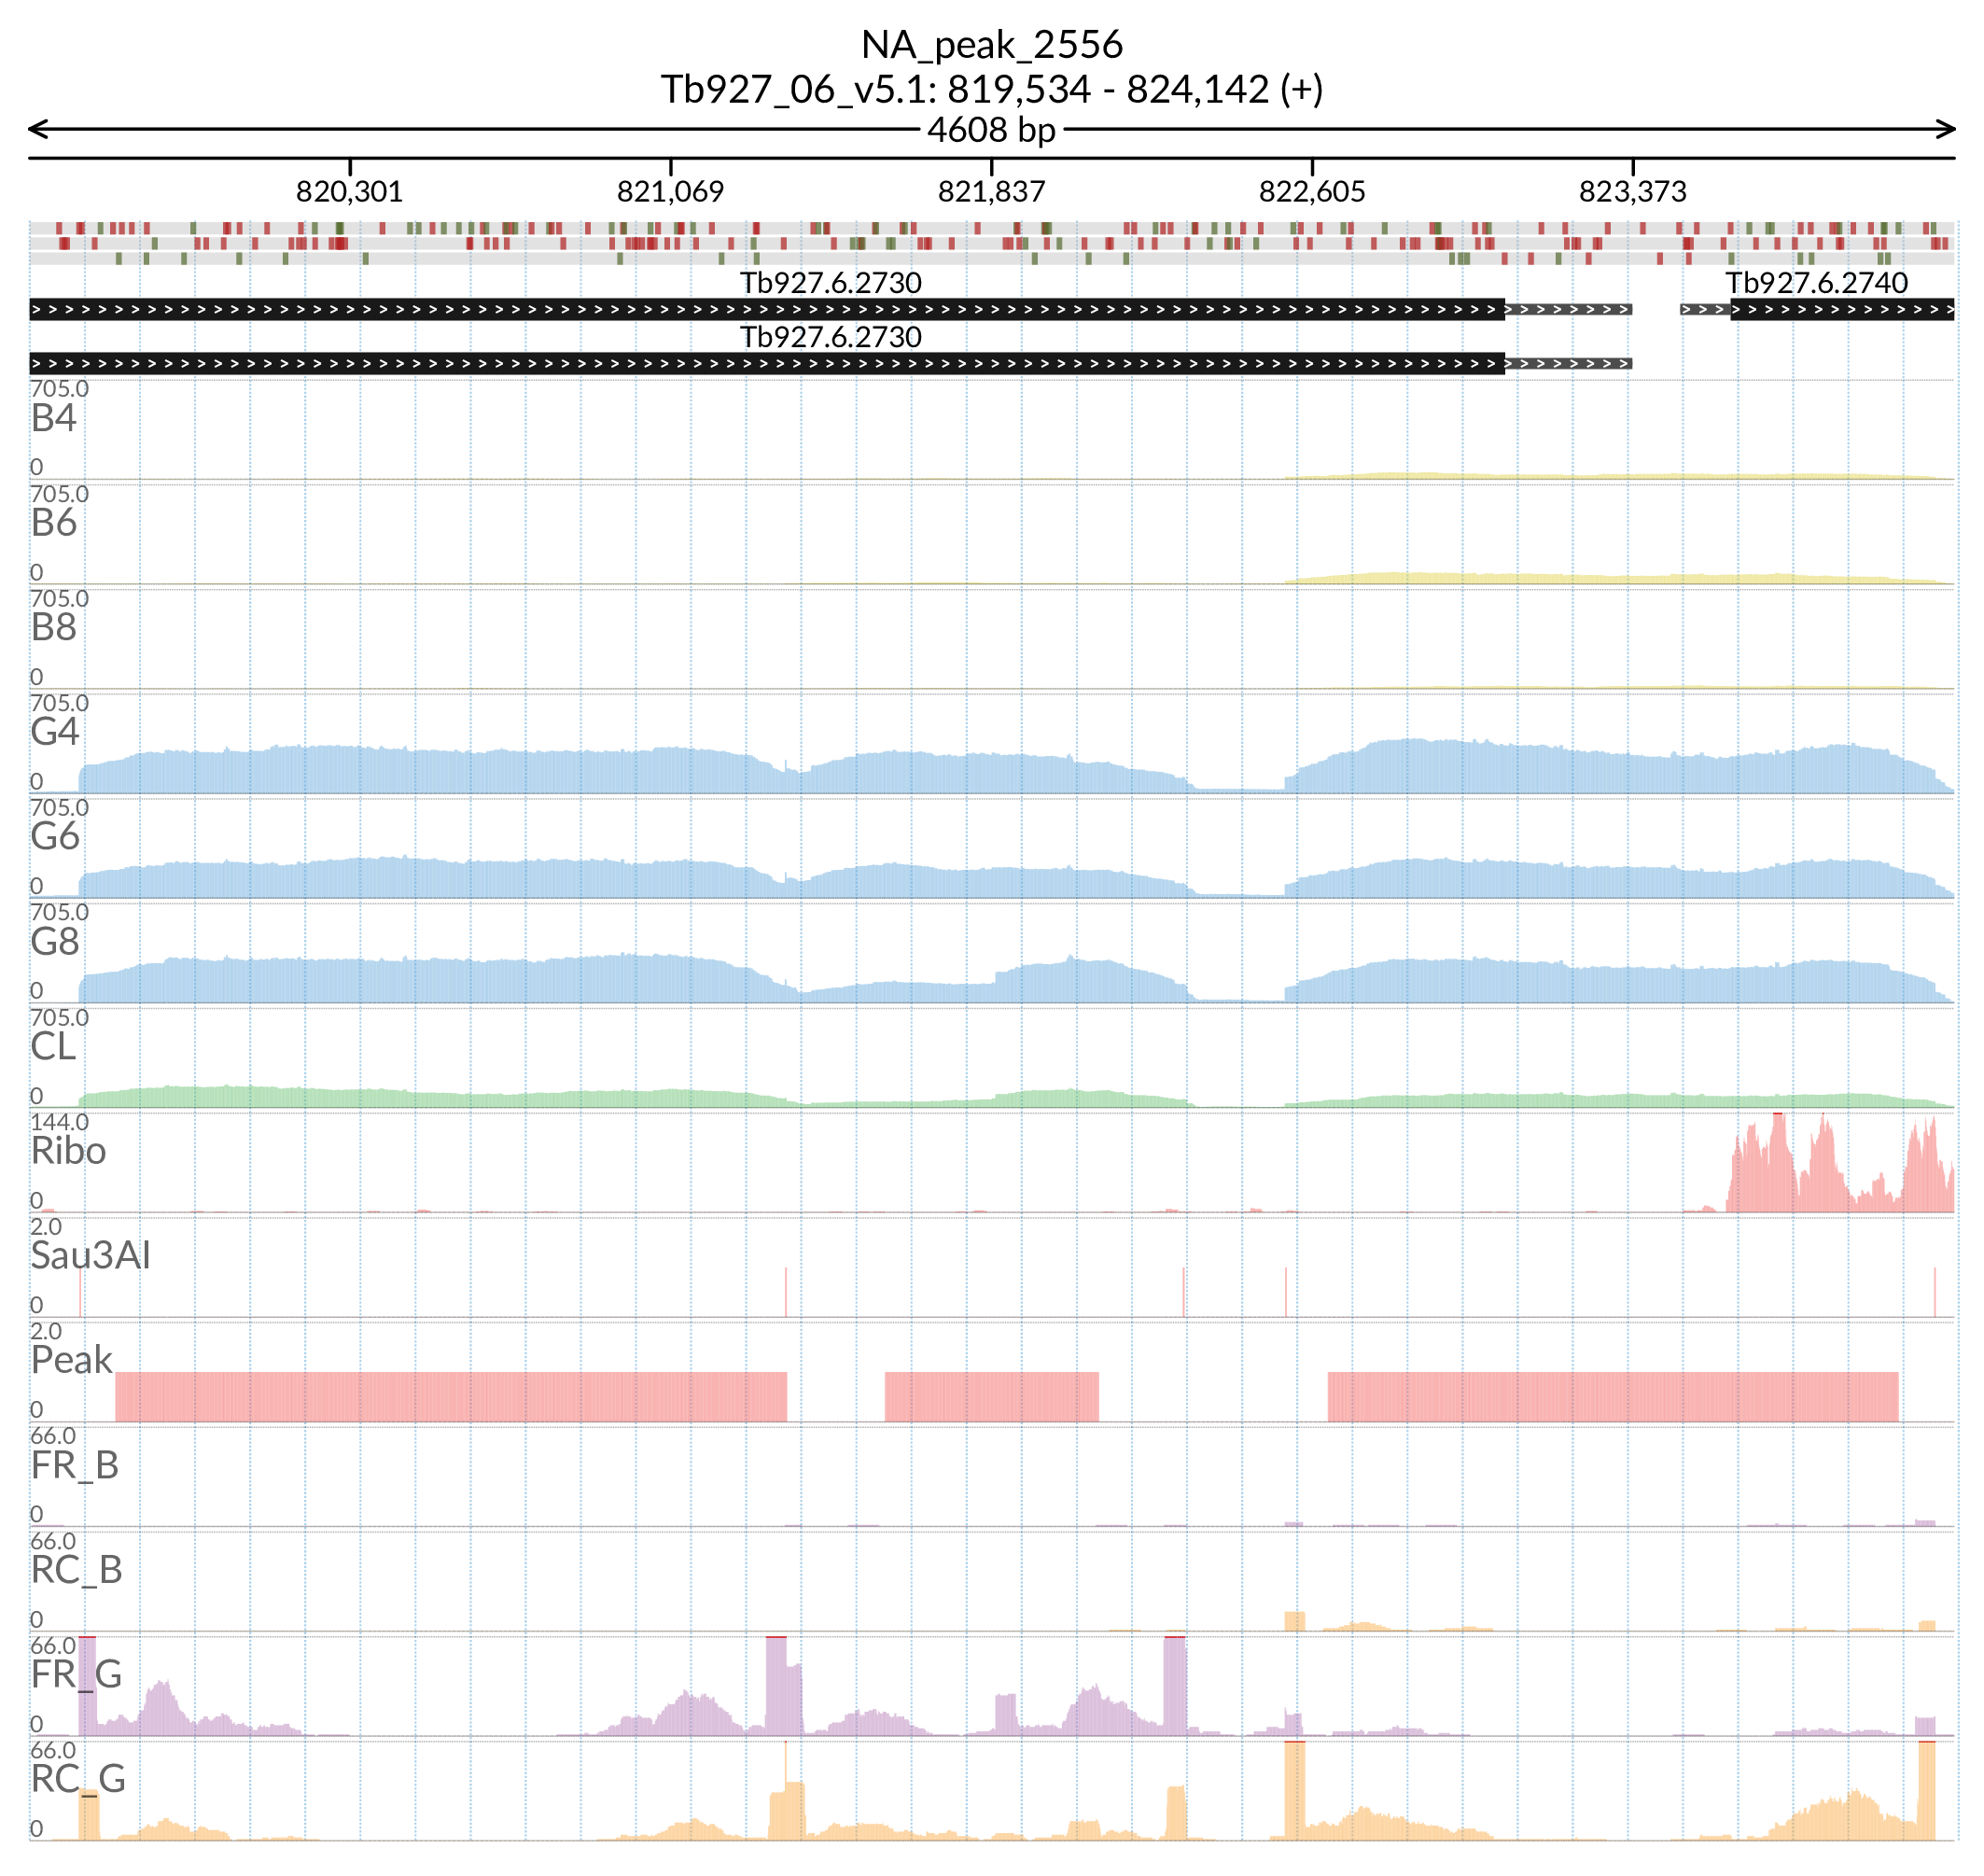 NA_peak_2556
Tb927_06_v5.1: 819,534 - 824,142 (+)
4608 bp
820,301 821,069 821,837 822,605 823,373
Tb927.6.2730 Tb927.6.2740
Tb927.6.2730
705.0
B4
0
705.0
B6
0
705.0
B8
0
705.0
G4
0
705.0
G6
0
705.0
G8
0
705.0
CL
0
144.0
Ribo
0
2.0
Sau3AI
0
2.0
Peak
0
66.0
FR_B
0
66.0
RC_B
0
66.0
FR_G
0
66.0
RC_G
0